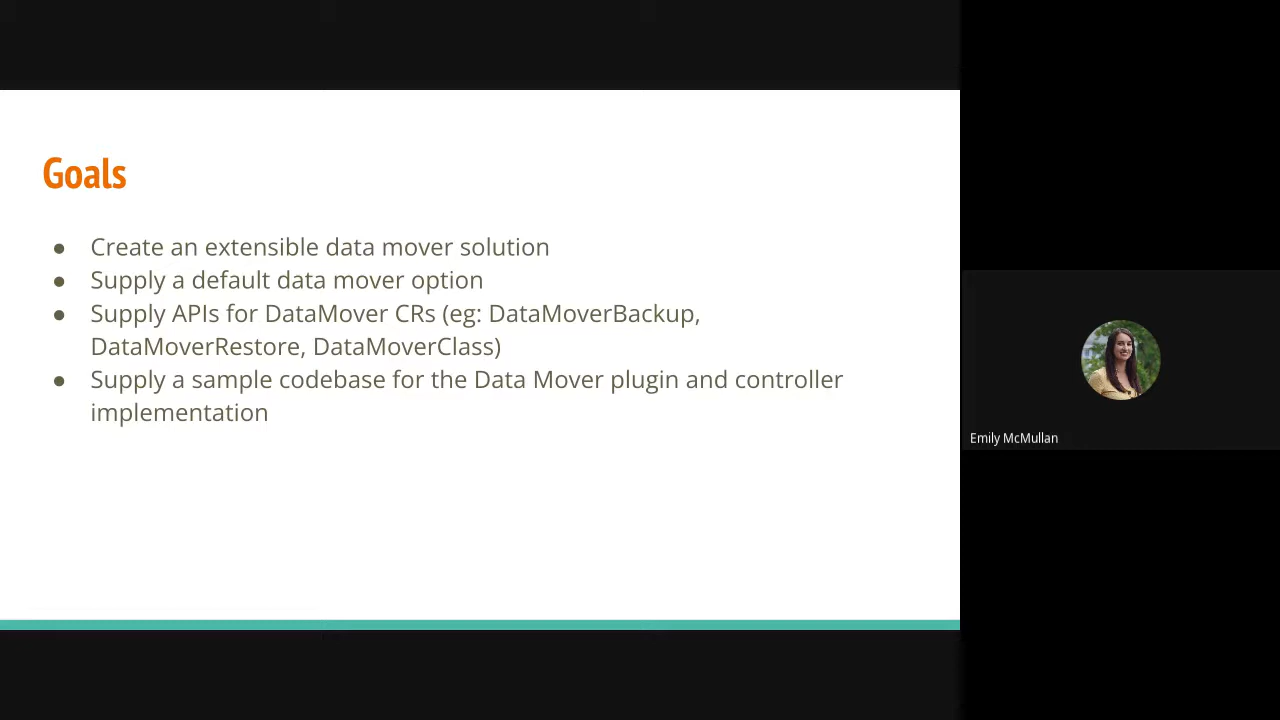 Goals
● Create an extensible data mover solution
● Supply a default data mover option
● Supply APIs for DataMover CRs (eg: DataMoverBackup,
DataMoverRestore, DataMoverClass)
● Supply a sample codebase for the Data Mover plugin and controller
implementation
Emily McMullan